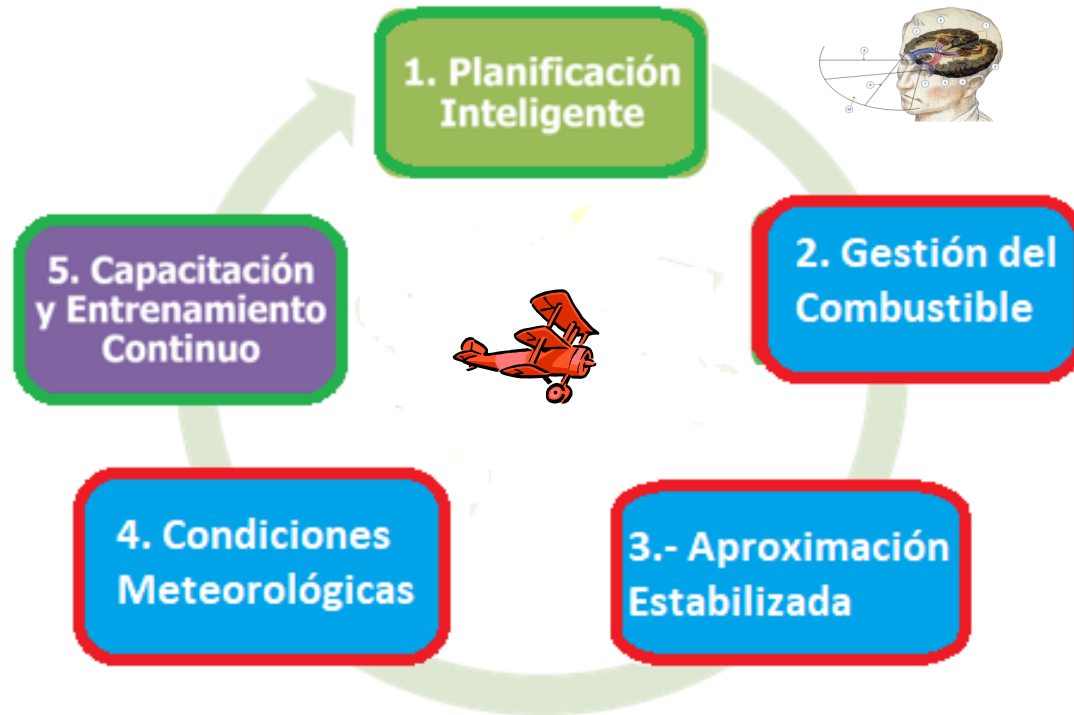 1. Planificación
Inteligente
2. Gestión del
Combustible
3.- Aproximación
Estabilizada
4. Condiciones
Meteorológicas
5. Capacitación
y Entrenamiento
Continuo